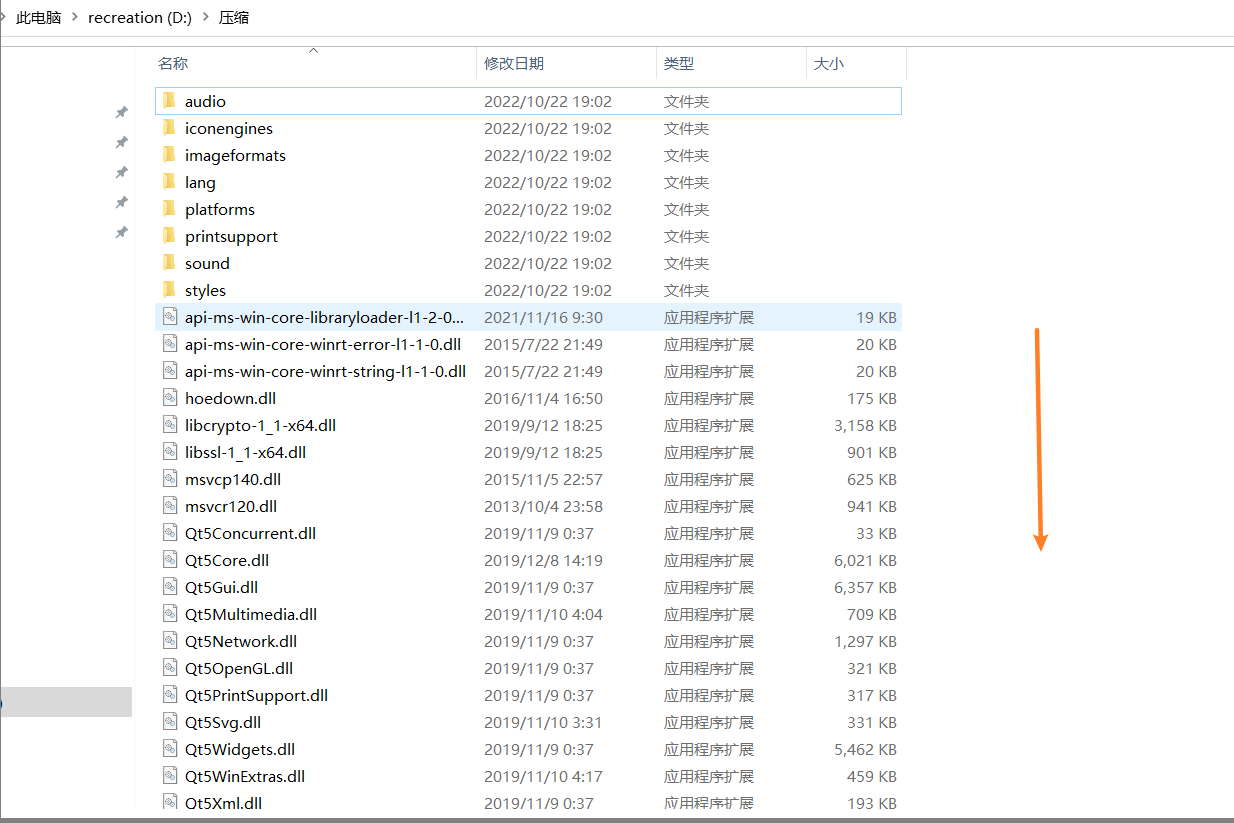 此电脑 > recreation (D:) > 压缩
名称 修改日期 类型 大小
audio 2022/10/22 19:02 文件夹
iconengines 2022/10/22 19:02 文件夹
imageformats 2022/10/22 19:02 文件夹
lang 2022/10/22 19:02 文件夹
platforms 2022/10/22 19:02 文件夹
printsupport 2022/10/22 19:02 文件夹
sound 2022/10/22 19:02 文件夹
styles 2022/10/22 19:02 文件夹
api-ms-win-core-libraryloader-l1-2-0... 2021/11/16 9:30 应用程序扩展 19 KB
api-ms-win-core-winrt-error-l1-1-0.dll 2015/7/22 21:49 应用程序扩展 20 KB
api-ms-win-core-winrt-string-l1-1-0.dll 2015/7/22 21:49 应用程序扩展 20 KB
hoedown.dll 2016/11/4 16:50 应用程序扩展 175 KB
libcrypto-1_1-x64.dll 2019/9/12 18:25 应用程序扩展 3,158 KB
libssl-1_1-x64.dll 2019/9/12 18:25 应用程序扩展 901 KB
msvcp140.dll 2015/11/5 22:57 应用程序扩展 625 KB
msvcr120.dll 2013/10/4 23:58 应用程序扩展 941 KB
Qt5Concurrent.dll 2019/11/9 0:37 应用程序扩展 33 KB
Qt5Core.dll 2019/12/8 14:19 应用程序扩展 6,021 KB
Qt5Gui.dll 2019/11/9 0:37 应用程序扩展 6,357 KB
Qt5Multimedia.dll 2019/11/10 4:04 应用程序扩展 709 KB
Qt5Network.dll 2019/11/9 0:37 应用程序扩展 1,297 KB
Qt5OpenGL.dll 2019/11/9 0:37 应用程序扩展 321 KB
Qt5PrintSupport.dll 2019/11/9 0:37 应用程序扩展 317 KB
Qt5Svg.dll 2019/11/10 3:31 应用程序扩展 331 KB
Qt5Widgets.dll 2019/11/9 0:37 应用程序扩展 5,462 KB
Qt5WinExtras.dll 2019/11/10 4:17 应用程序扩展 459 KB
Qt5Xml.dll 2019/11/9 0:37 应用程序扩展 193 KB